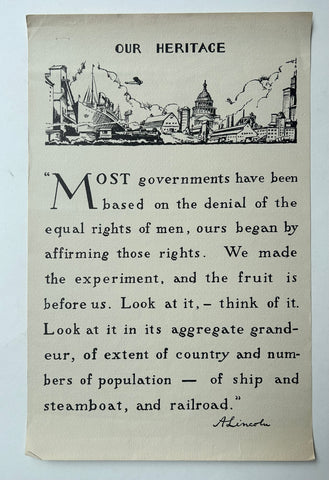 OUR HERITAGE
"MOST governments have been
based on the denial of the
equal rights of men, ours began by
affirming those rights. We made
the experiment, and the fruit is
before us. Look at it, – think of it.
Look at it in its aggregate grand-
eur, of extent of country and num-
bers of population — of ship and
steamboat, and railroad."
A Lincoln